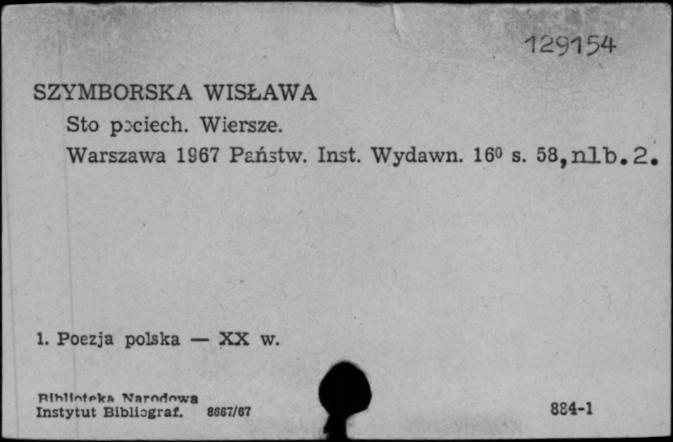 129154
SZYMBORSKA WISŁAWA
Sto pociech. Wiersze.
Warszawa 1967 Państw. Inst. Wydawn. 16⁰ s. 58, nlb. 2.
1. Poezja polska — XX w.
Biblioteka Narodowa
Instytut Bibliograf. 8667/67
884-1